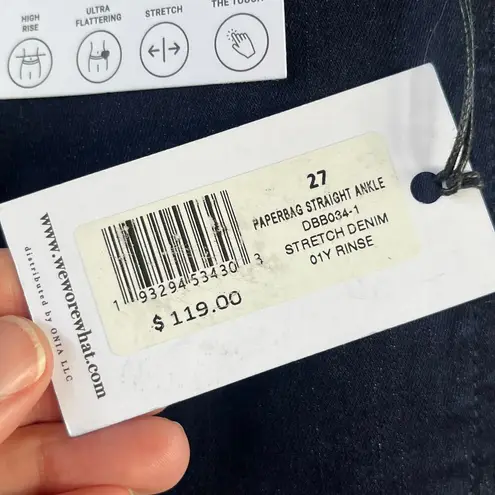 HIGH
RISE
ULTRA
FLATTERING
STRETCH
THE TOUCH
27
PAPERBAG STRAIGHT ANKLE
DBB034-1
STRETCH DENIM
01Y RINSE
1 93294 53430 3
$ 119.00
www.weworewhat.com
distributed by ONIA LLC